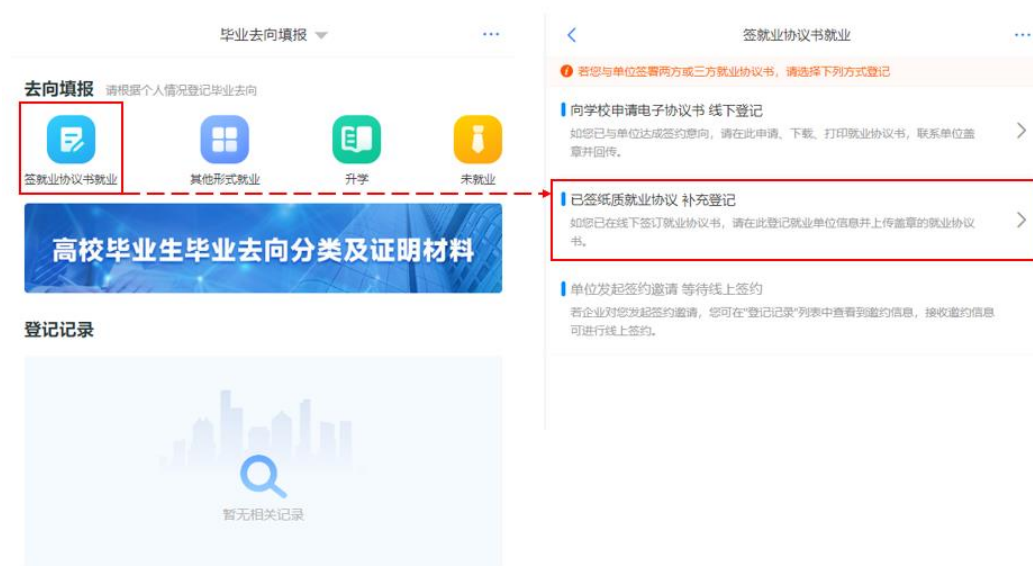 毕业去向填报
去向填报 请根据个人情况登记毕业去向
签就业协议书就业 其他形式就业 升学 未就业
高校毕业生毕业去向分类及证明材料
登记记录
暂无相关记录
签就业协议书就业
若您与单位签署两方或三方就业协议书，请选择下列方式登记
向学校申请电子协议书 线下登记
如您已与单位达成签约意向，请在此申请、下载、打印就业协议书，联系单位盖
章并回传。
已签纸质就业协议 补充登记
如您已在线下签订就业协议书，请在此登记就业单位信息并上传盖章的就业协议
书。
单位发起签约邀请 等待线上签约
若企业对您发起签约邀请，您可在“登记记录”列表中查看到邀约信息，接收邀约信息
可进行线上签约。